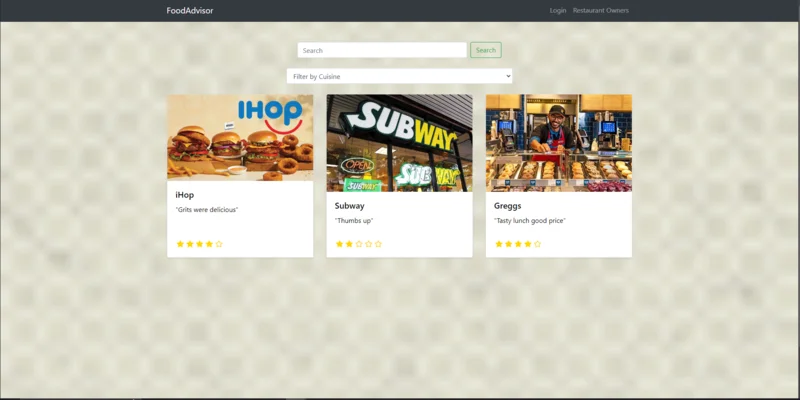 FoodAdvisor
Login Restaurant Owners
Search Search
Filter by Cuisine
IHOP
SUBWAY
OPEN
SUBWAY
SUBWAY
iHop
"Grits were delicious"
Subway
"Thumbs up"
Greggs
"Tasty lunch good price"